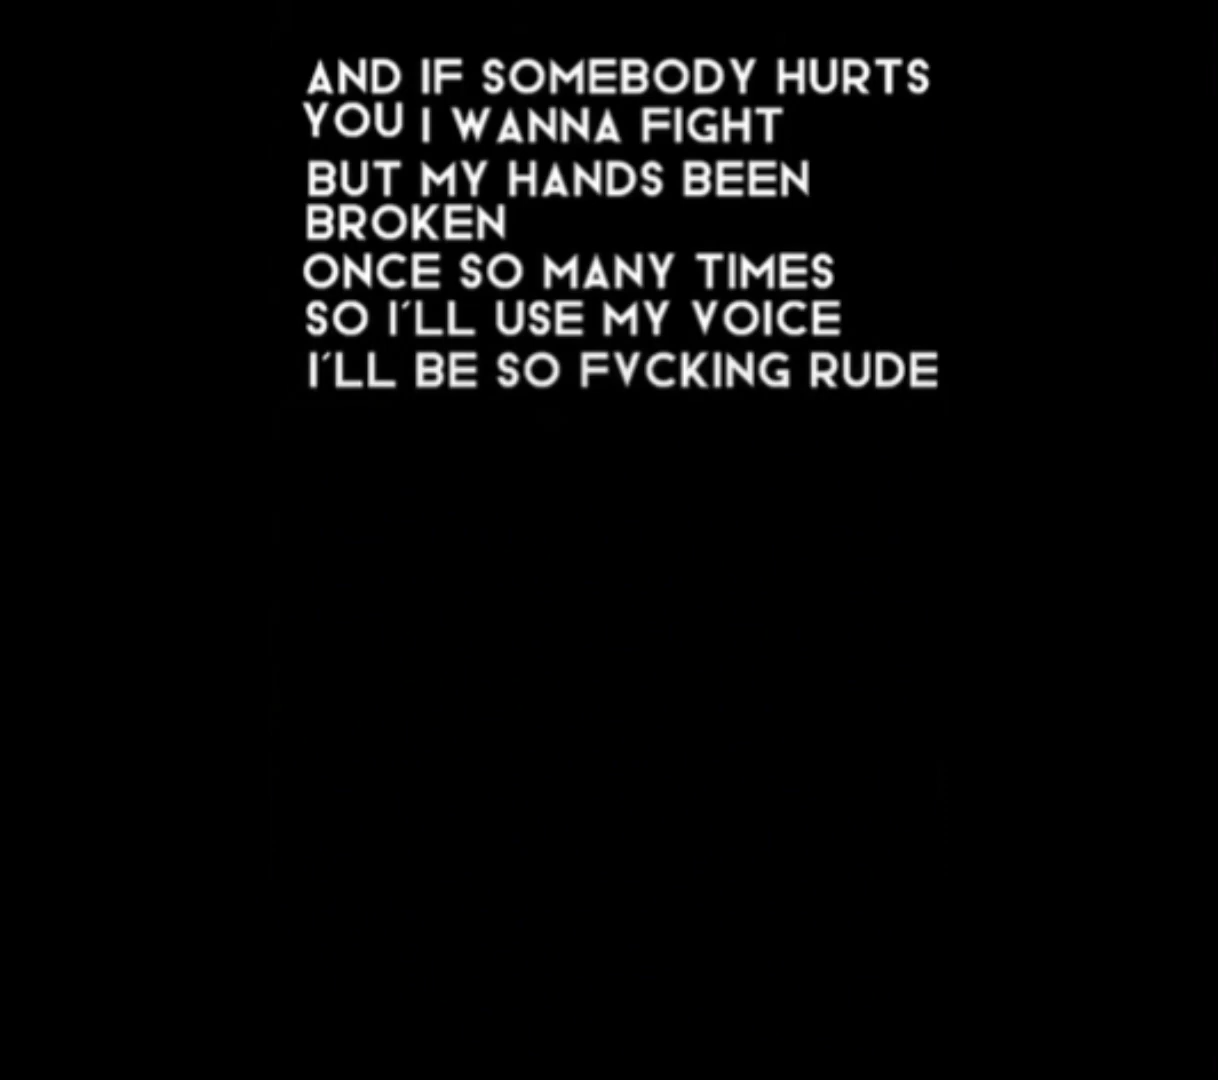 AND IF SOMEBODY HURTS
YOU I WANNA FIGHT
BUT MY HANDS BEEN
BROKEN
ONCE SO MANY TIMES
SO I´LL USE MY VOICE
I´LL BE SO FVCKING RUDE